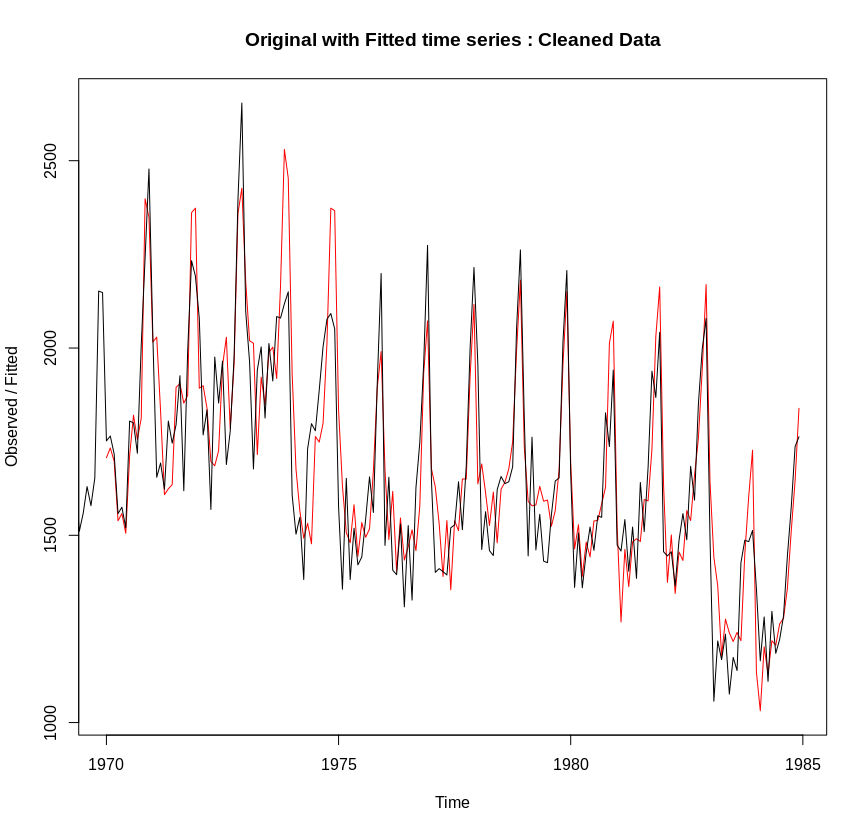 Original with Fitted time series : Cleaned Data
Observed / Fitted
2500
2000
1500
1000
1970 1975 1980 1985
Time